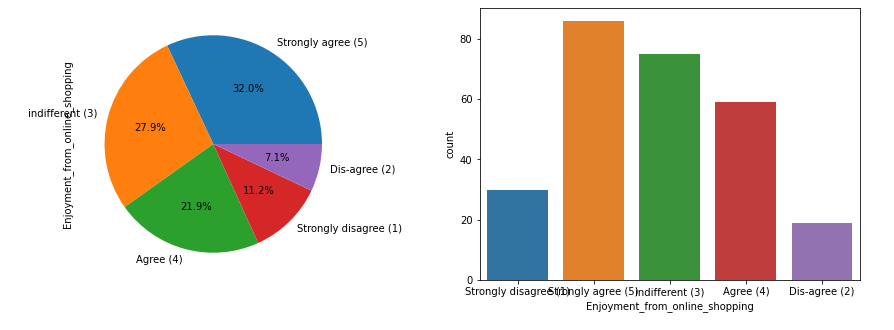 Strongly agree (5)
32.0%
indifferent (3)
27.9%
7.1%
Dis-agree (2)
11.2%
21.9%
Strongly disagree (1)
Agree (4)
Enjoyment_from_online_shopping
80
60
40
20
0
count
Strongly disagree (1)
Strongly agree (5)
indifferent (3)
Agree (4)
Dis-agree (2)
Enjoyment_from_online_shopping